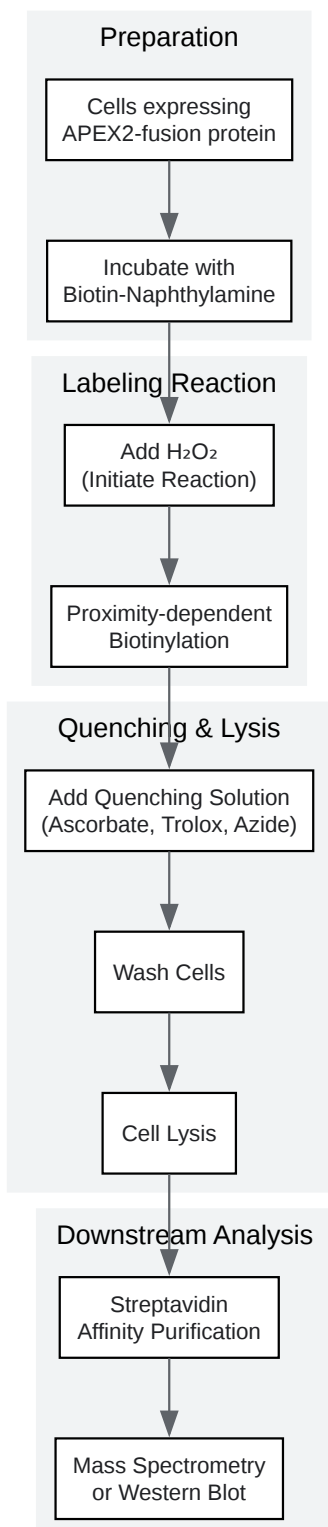 Preparation
Cells expressing
APEX2-fusion protein
Incubate with
Biotin-Naphthylamine
Labeling Reaction
Add H₂O₂
(Initiate Reaction)
Proximity-dependent
Biotinylation
Quenching & Lysis
Add Quenching Solution
(Ascorbate, Trolox, Azide)
Wash Cells
Cell Lysis
Downstream Analysis
Streptavidin
Affinity Purification
Mass Spectrometry
or Western Blot